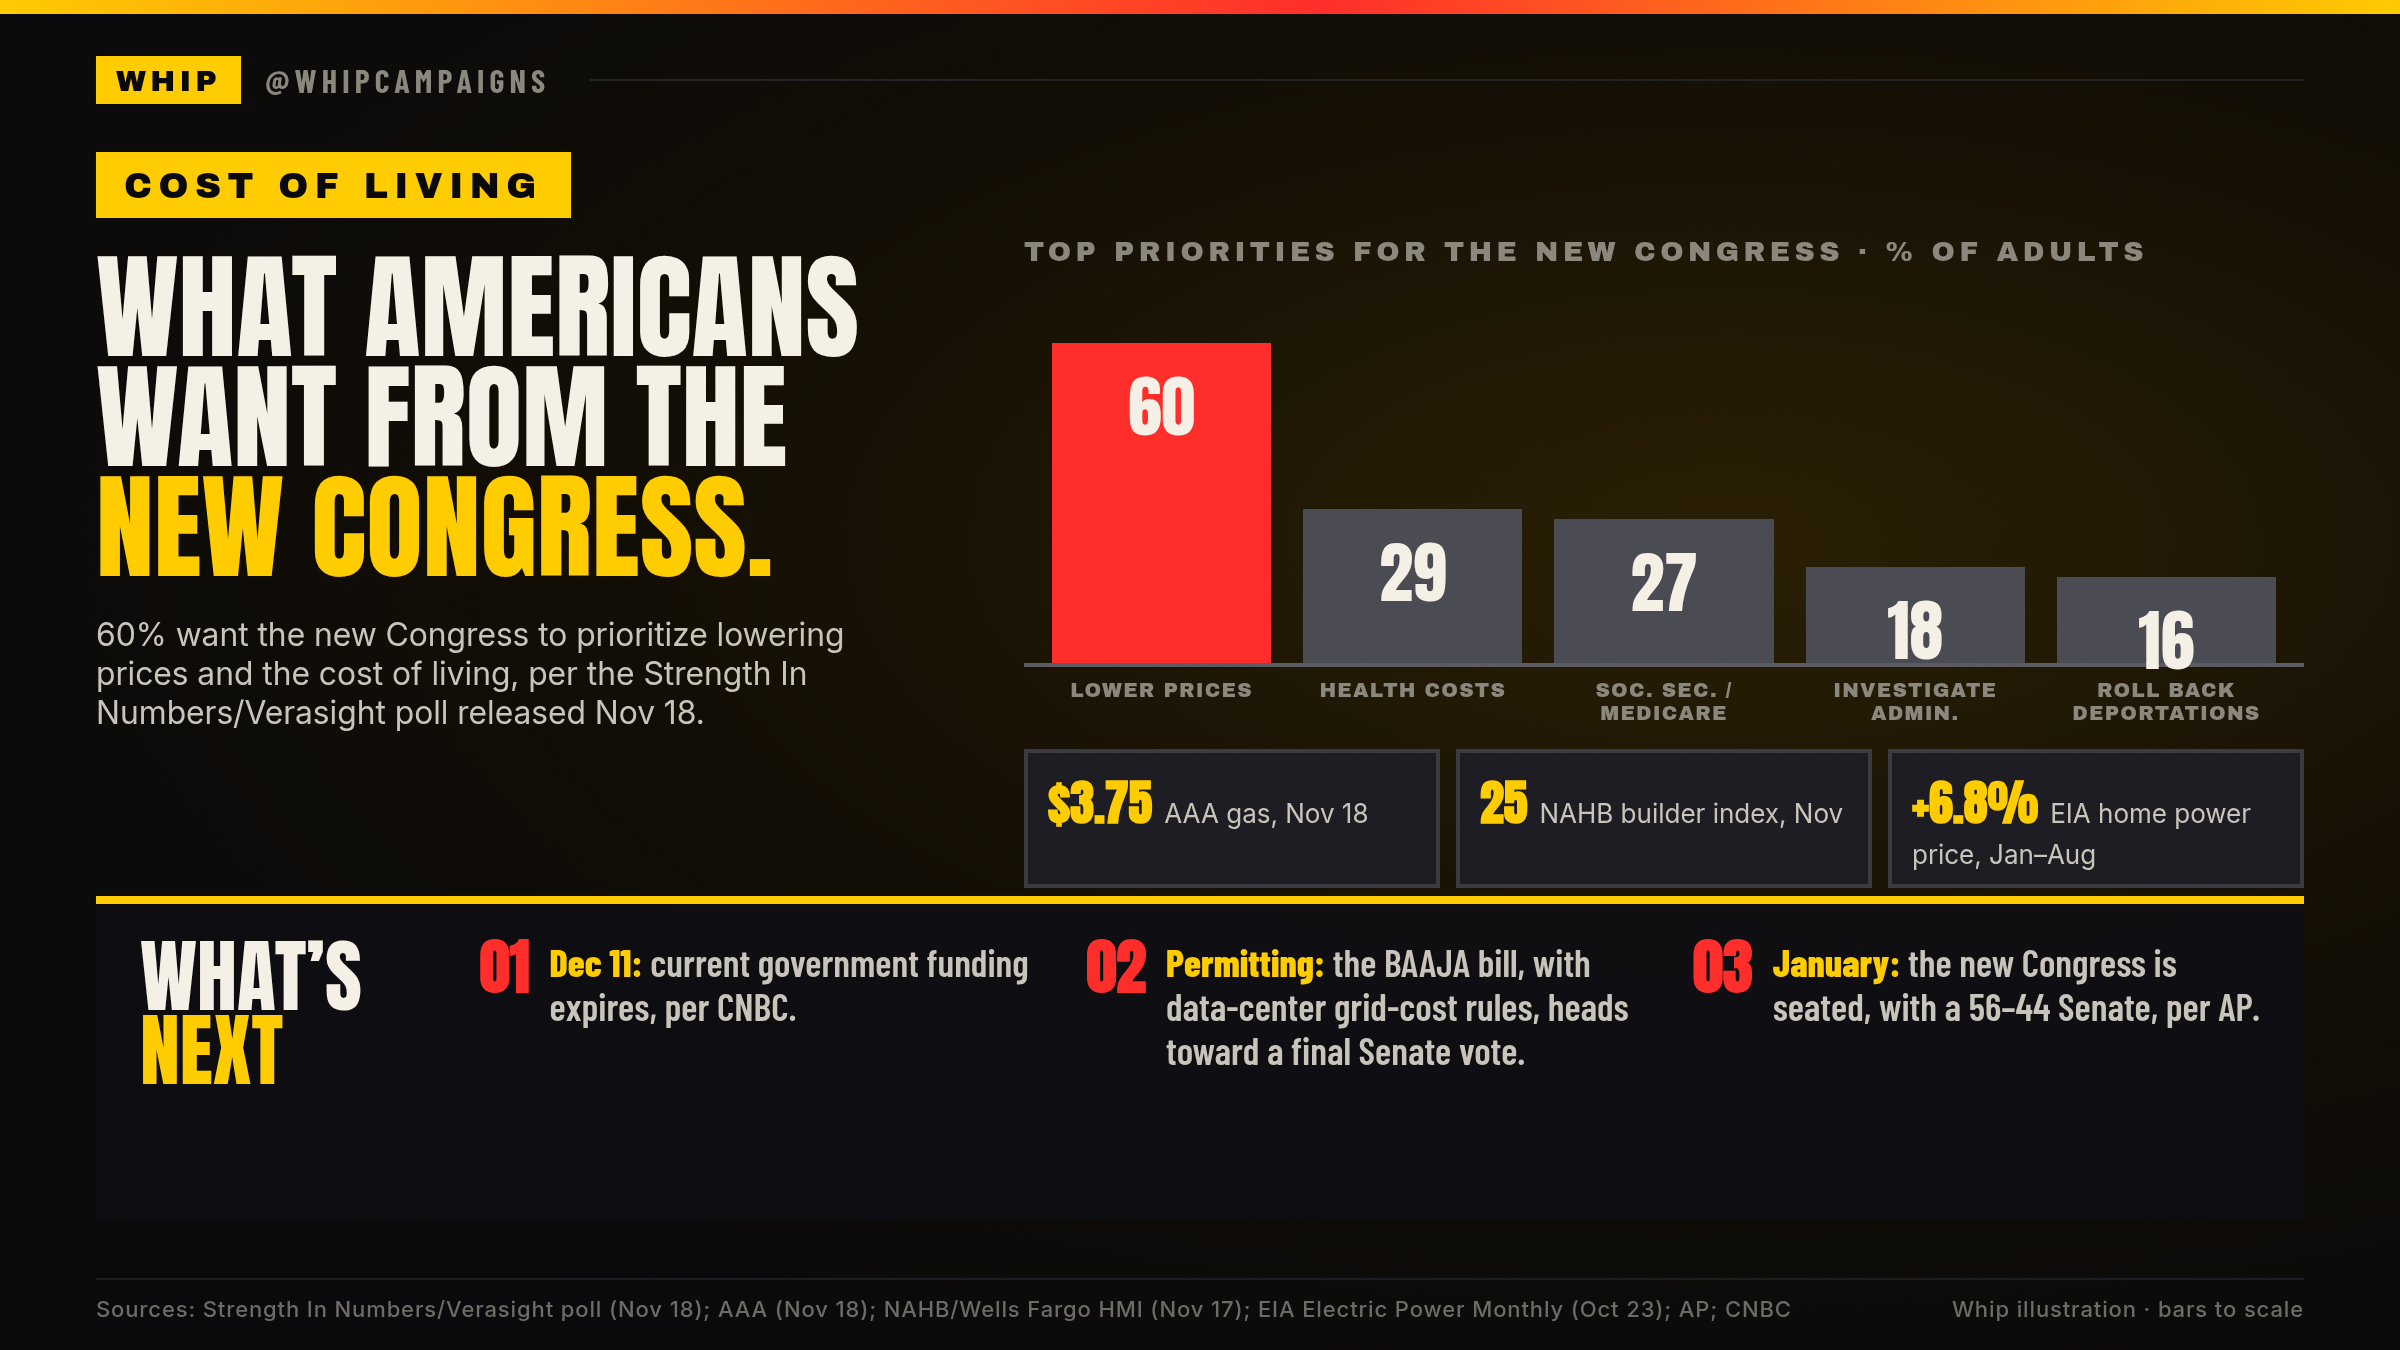 WHIP @WHIPCAMPAIGNS
COST OF LIVING
WHAT AMERICANS
WANT FROM THE
NEW CONGRESS.
60% want the new Congress to prioritize lowering
prices and the cost of living, per the Strength In
Numbers/Verasight poll released Nov 18.
TOP PRIORITIES FOR THE NEW CONGRESS · % OF ADULTS
60
29
27
18
16
LOWER PRICES
HEALTH COSTS
SOC. SEC. /
MEDICARE
INVESTIGATE
ADMIN.
ROLL BACK
DEPORTATIONS
$3.75 AAA gas, Nov 18
25 NAHB builder index, Nov
+6.8% EIA home power
price, Jan–Aug
WHAT’S
NEXT
01 Dec 11: current government funding
expires, per CNBC.
02 Permitting: the BAAJA bill, with
data-center grid-cost rules, heads
toward a final Senate vote.
03 January: the new Congress is
seated, with a 56–44 Senate, per AP.
Sources: Strength In Numbers/Verasight poll (Nov 18); AAA (Nov 18); NAHB/Wells Fargo HMI (Nov 17); EIA Electric Power Monthly (Oct 23); AP; CNBC
Whip illustration · bars to scale